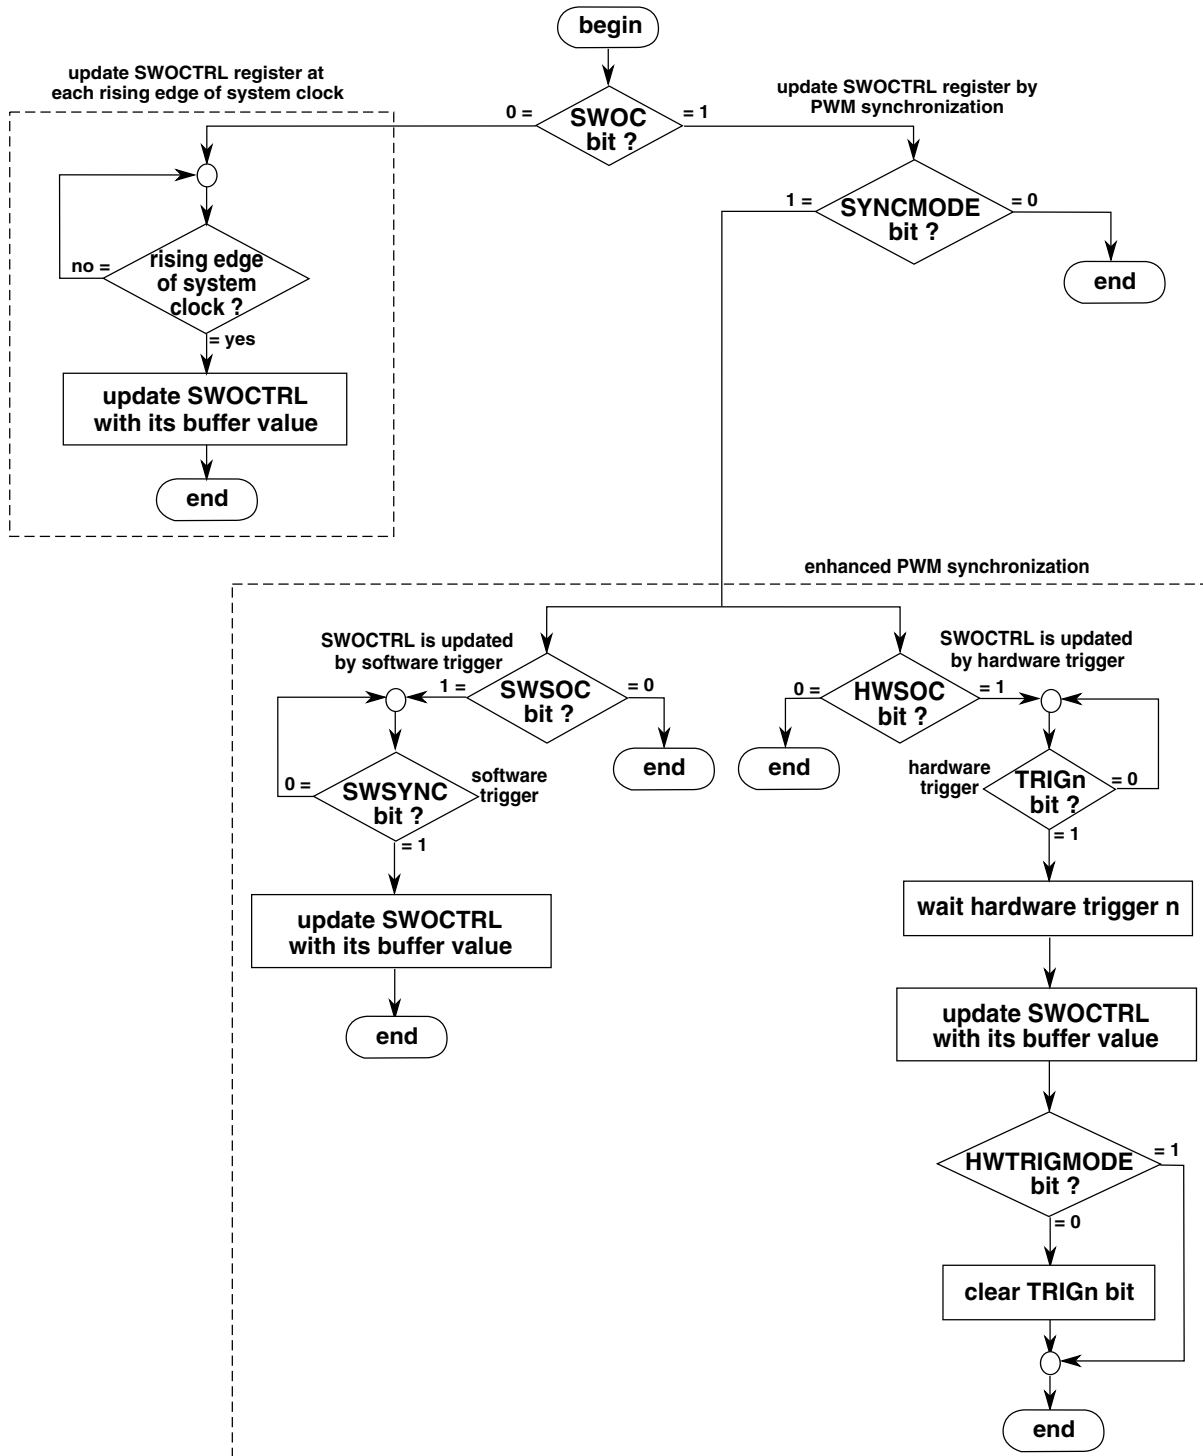 begin
update SWOCTRL register at
each rising edge of system clock
update SWOCTRL register by
PWM synchronization
0 =
SWOC
bit ?
= 1
1 =
SYNCMODE
bit ?
= 0
end
no =
rising edge
of system
clock ?
= yes
update SWOCTRL
with its buffer value
end
enhanced PWM synchronization
SWOCTRL is updated
by software trigger
1 =
SWSOC
bit ?
= 0
end
0 =
SWSYNC
bit ?
software
trigger
= 1
update SWOCTRL
with its buffer value
end
SWOCTRL is updated
by hardware trigger
0 =
HWSOC
bit ?
= 1
end
hardware
trigger
TRIGn
bit ?
= 0
= 1
wait hardware trigger n
update SWOCTRL
with its buffer value
HWTRIGMODE
bit ?
= 1
= 0
clear TRIGn bit
end